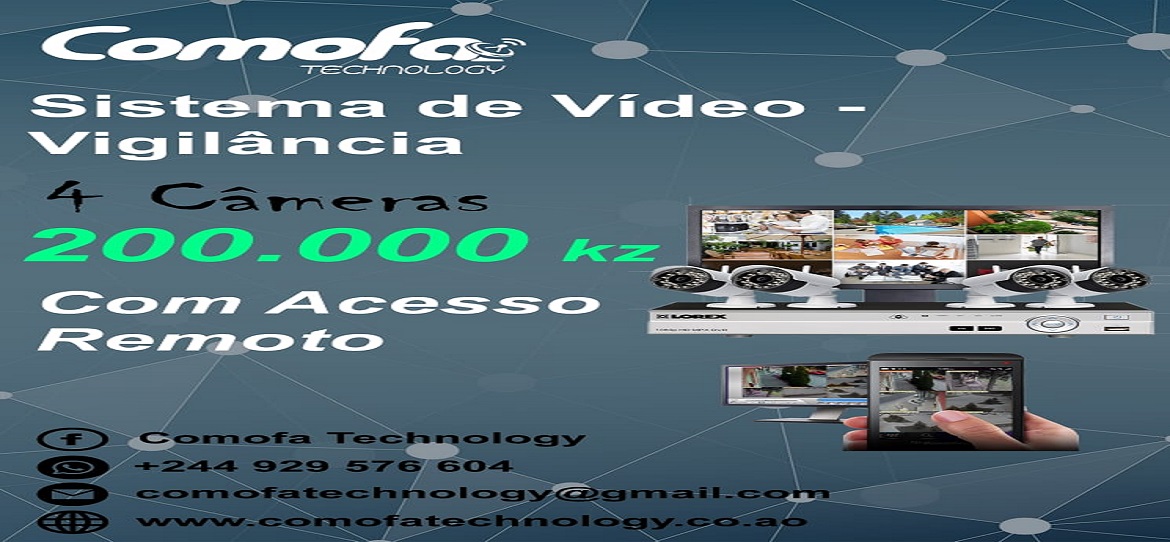 Comofa
TECHNOLOGY
Sistema de Vídeo -
Vigilância
4 Câmeras
200.000 kz
Com Acesso
Remoto
LOREX
Comofa Technology
+244 929 576 604
comofatechnology@gmail.com
www.comofatechnology.co.ao